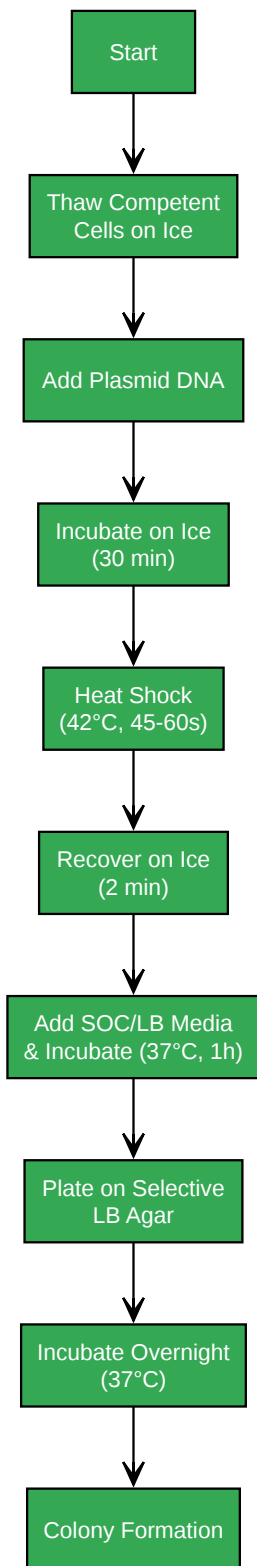 Start
Thaw Competent
Cells on Ice
Add Plasmid DNA
Incubate on Ice
(30 min)
Heat Shock
(42°C, 45-60s)
Recover on Ice
(2 min)
Add SOC/LB Media
& Incubate (37°C, 1h)
Plate on Selective
LB Agar
Incubate Overnight
(37°C)
Colony Formation